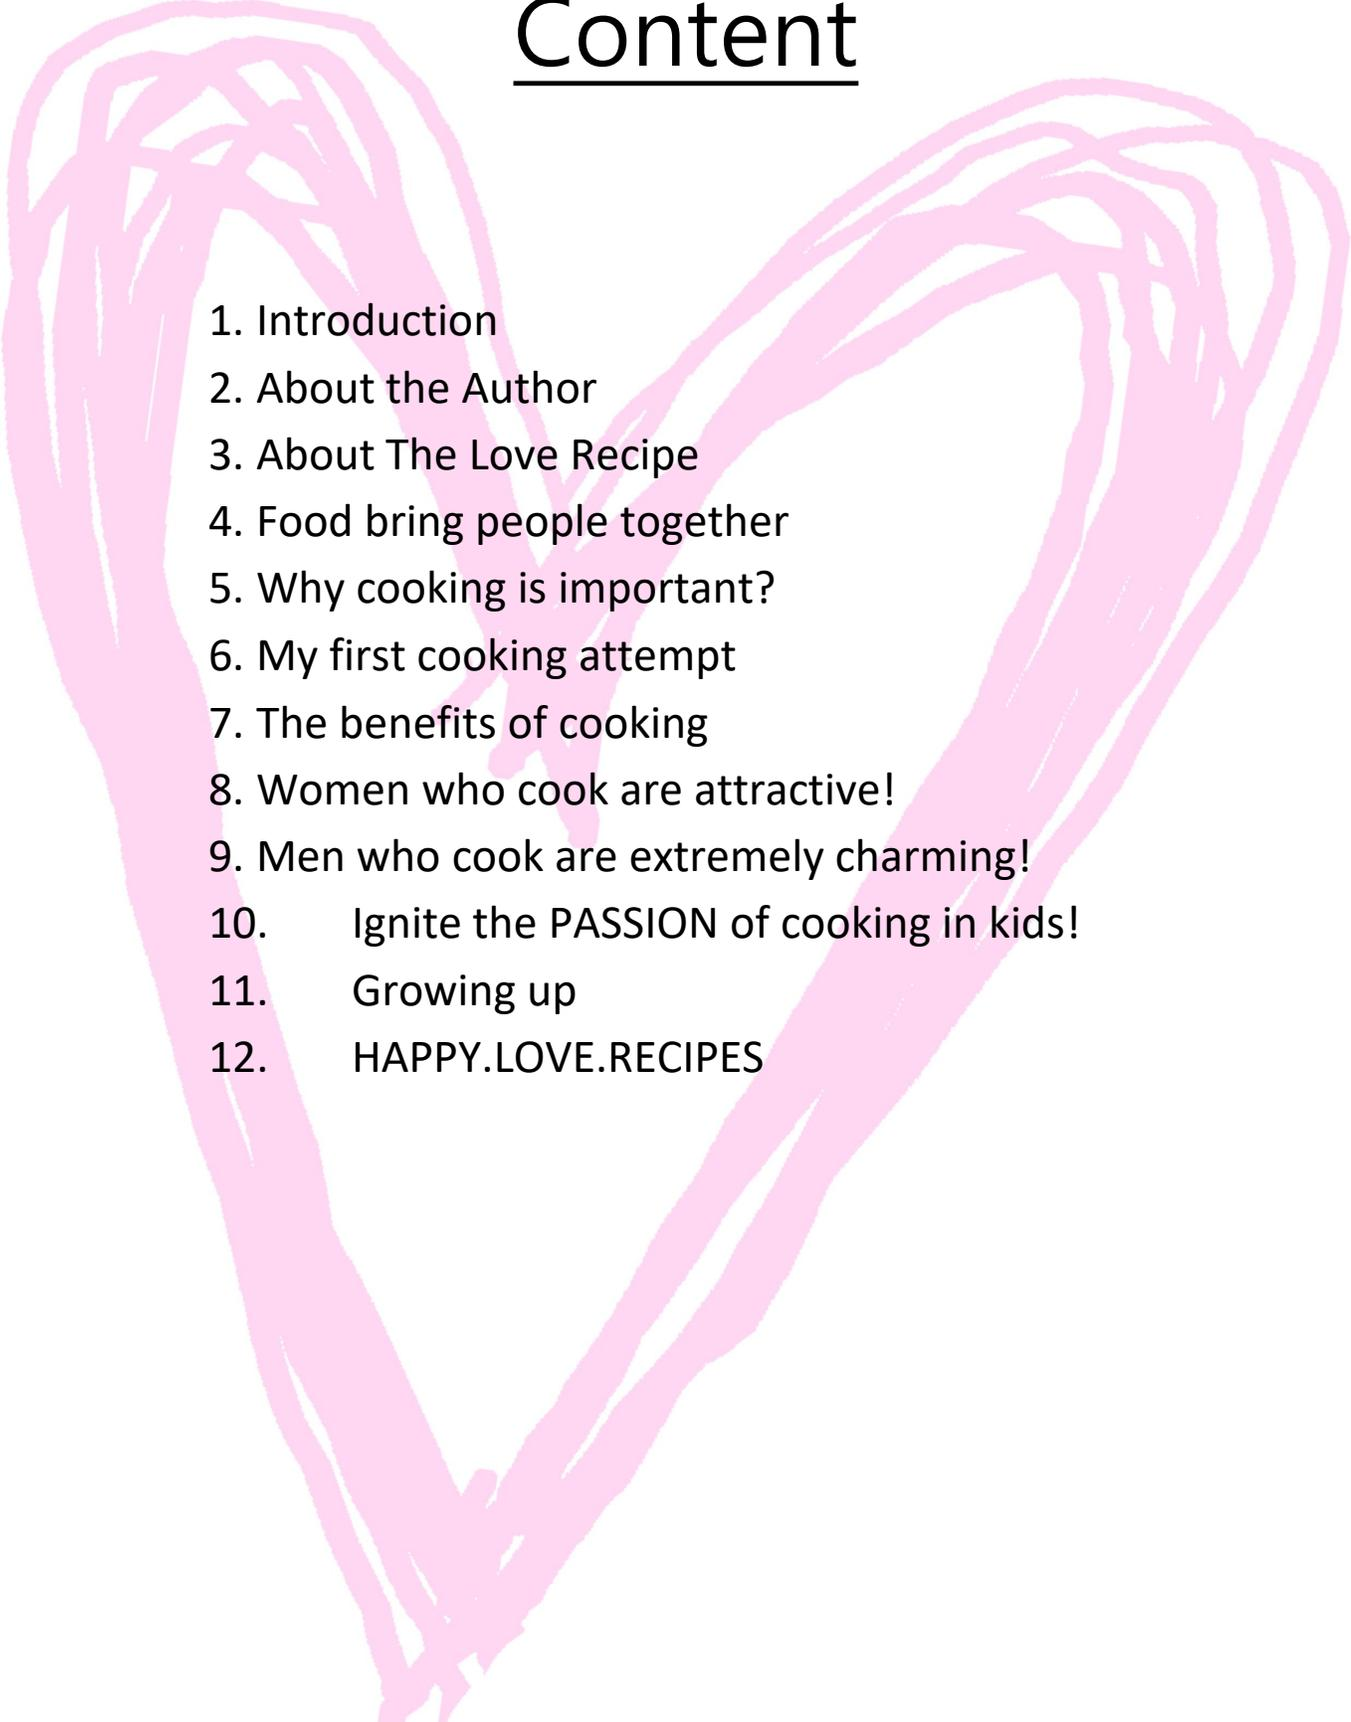 Content
1. Introduction
2. About the Author
3. About The Love Recipe
4. Food bring people together
5. Why cooking is important?
6. My first cooking attempt
7. The benefits of cooking
8. Women who cook are attractive!
9. Men who cook are extremely charming!
10. Ignite the PASSION of cooking in kids!
11. Growing up
12. HAPPY.LOVE.RECIPES